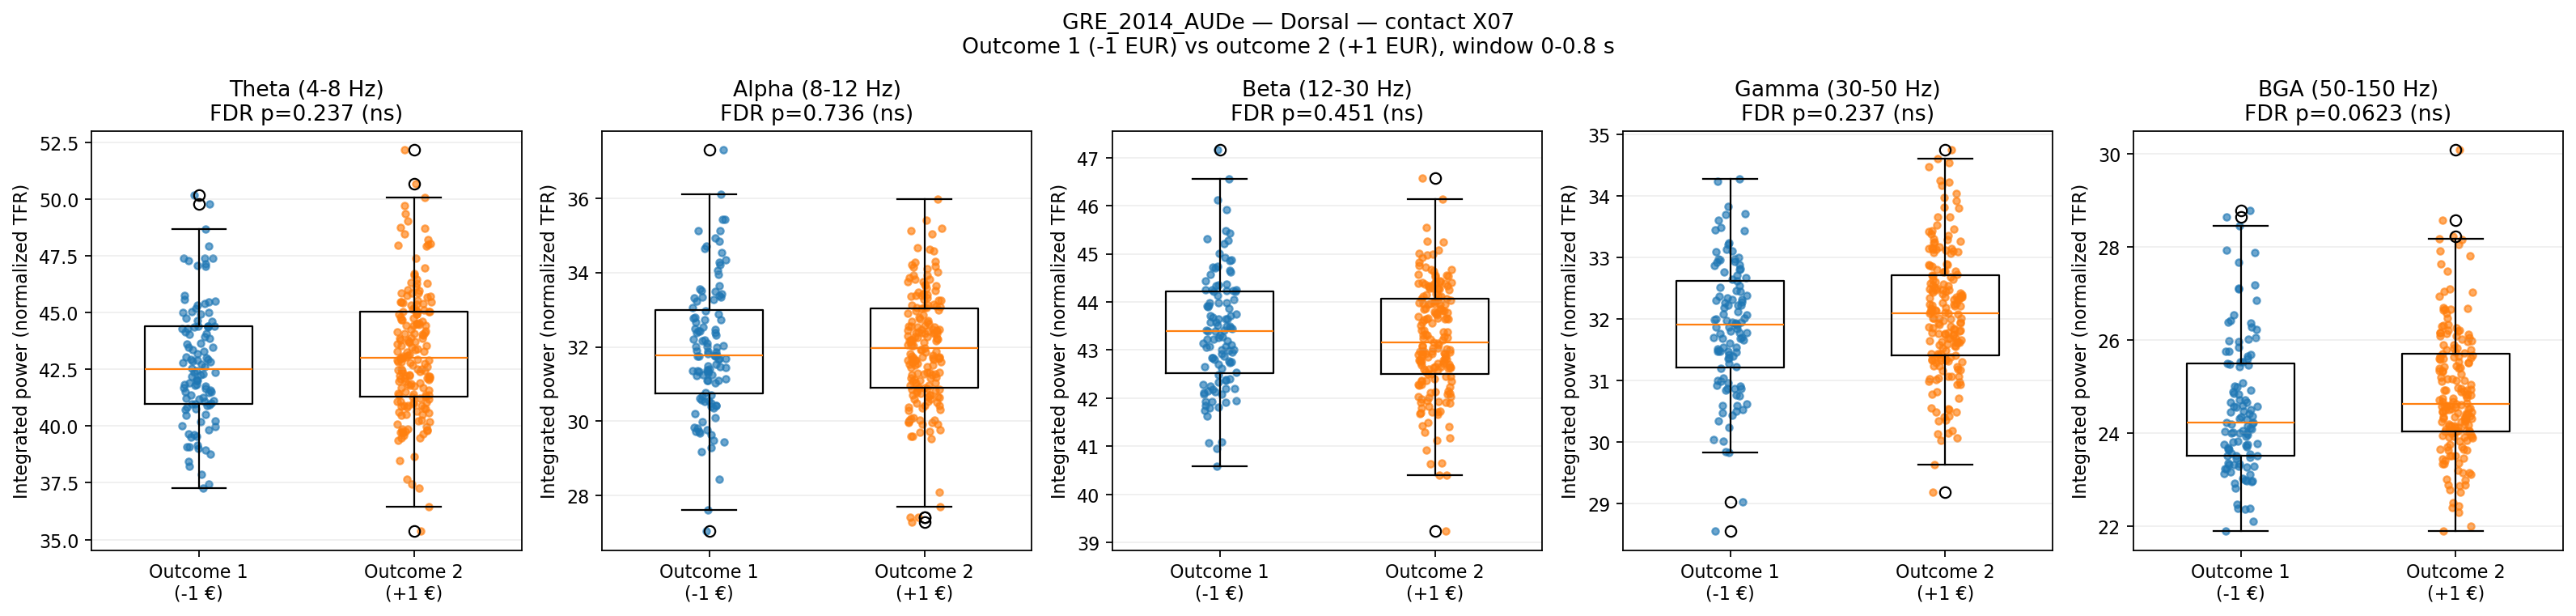 GRE_2014_AUDe — Dorsal — contact X07
Outcome 1 (-1 EUR) vs outcome 2 (+1 EUR), window 0-0.8 s
Theta (4-8 Hz)
FDR p=0.237 (ns)
Integrated power (normalized TFR)
52.5
50.0
47.5
45.0
42.5
40.0
37.5
35.0
Outcome 1
(-1 €)
Outcome 2
(+1 €)
Alpha (8-12 Hz)
FDR p=0.736 (ns)
Integrated power (normalized TFR)
36
34
32
30
28
Outcome 1
(-1 €)
Outcome 2
(+1 €)
Beta (12-30 Hz)
FDR p=0.451 (ns)
Integrated power (normalized TFR)
47
46
45
44
43
42
41
40
39
Outcome 1
(-1 €)
Outcome 2
(+1 €)
Gamma (30-50 Hz)
FDR p=0.237 (ns)
Integrated power (normalized TFR)
35
34
33
32
31
30
29
Outcome 1
(-1 €)
Outcome 2
(+1 €)
BGA (50-150 Hz)
FDR p=0.0623 (ns)
Integrated power (normalized TFR)
30
28
26
24
22
Outcome 1
(-1 €)
Outcome 2
(+1 €)